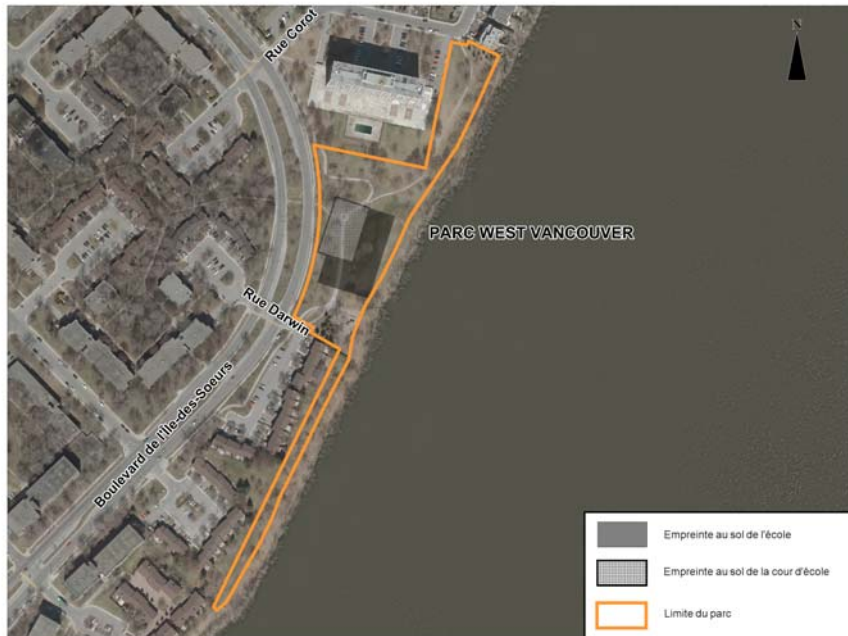 N
Rue Corot
PARC WEST VANCOUVER
Rue Darwin
Boulevard de l'Île-des-Soeurs
Empreinte au sol de l'école
Empreinte au sol de la cour d'école
Limite du parc